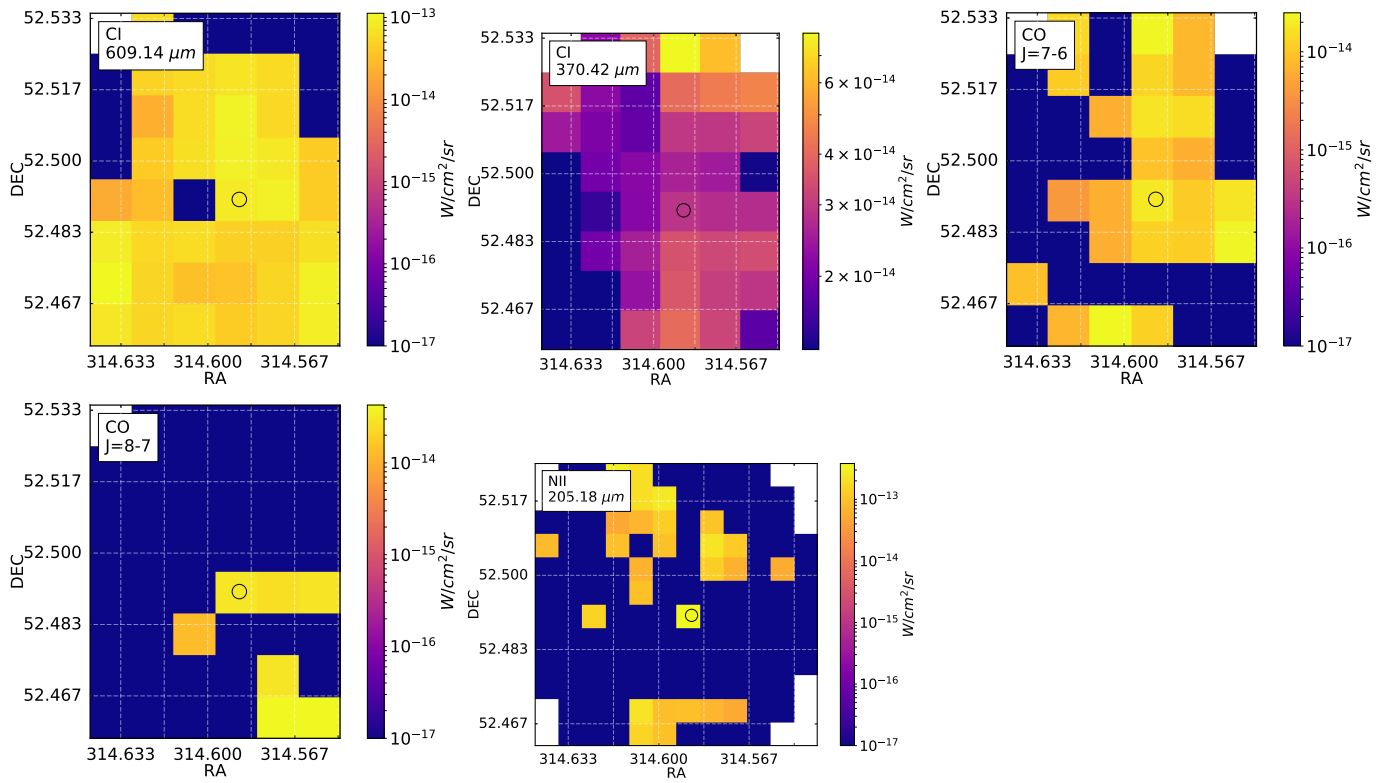 CI
609.14 μm
52.533
52.517
52.500
52.483
52.467
DEC
314.633 314.600 314.567
RA
10⁻¹³
10⁻¹⁴
10⁻¹⁵
10⁻¹⁶
10⁻¹⁷
W/cm²/sr
CI
370.42 μm
52.533
52.517
52.500
52.483
52.467
DEC
314.633 314.600 314.567
RA
6 × 10⁻¹⁴
4 × 10⁻¹⁴
3 × 10⁻¹⁴
2 × 10⁻¹⁴
W/cm²/sr
CO
J=7-6
52.533
52.517
52.500
52.483
52.467
DEC
314.633 314.600 314.567
RA
10⁻¹⁴
10⁻¹⁵
10⁻¹⁶
10⁻¹⁷
W/cm²/sr
CO
J=8-7
52.533
52.517
52.500
52.483
52.467
DEC
314.633 314.600 314.567
RA
10⁻¹⁴
10⁻¹⁵
10⁻¹⁶
10⁻¹⁷
W/cm²/sr
NII
205.18 μm
52.517
52.500
52.483
52.467
DEC
314.633 314.600 314.567
RA
10⁻¹³
10⁻¹⁴
10⁻¹⁵
10⁻¹⁶
10⁻¹⁷
W/cm²/sr